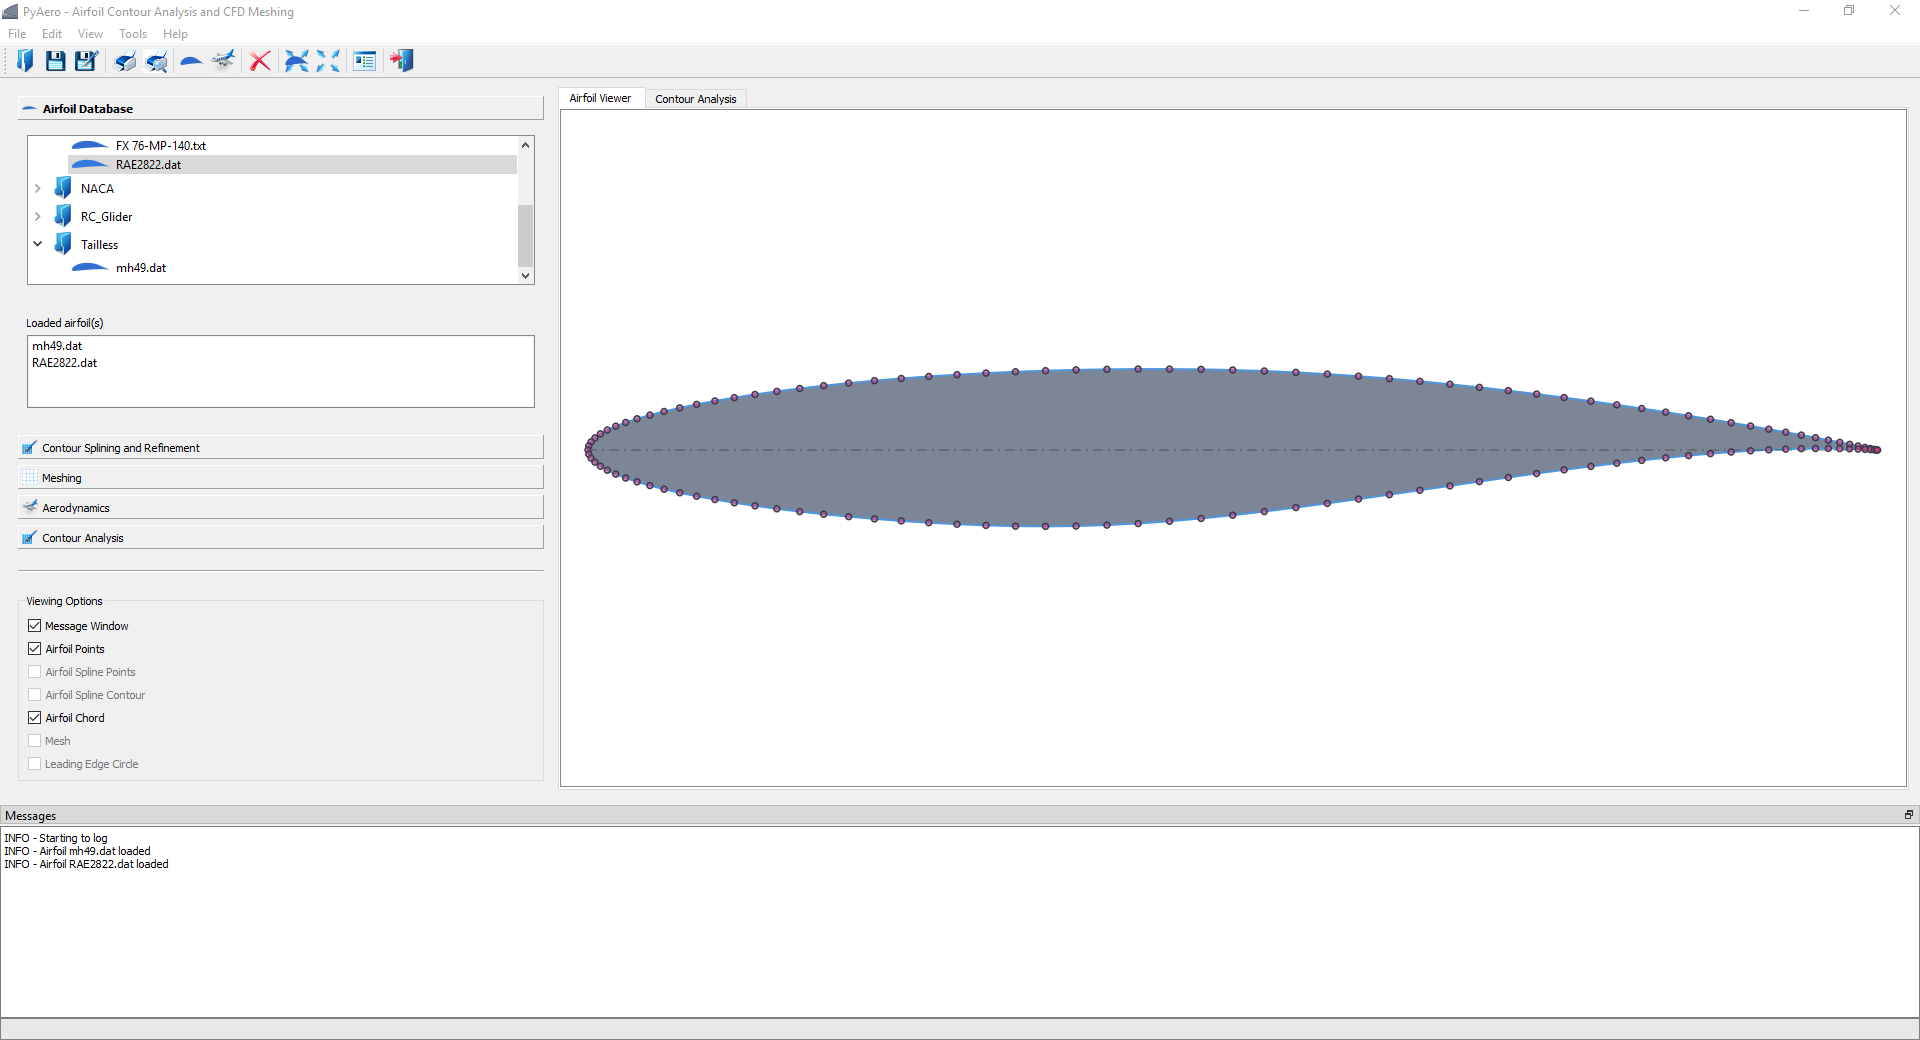 PyAero - Airfoil Contour Analysis and CFD Meshing
File Edit View Tools Help
Airfoil Database
FX 76-MP-140.txt
RAE2822.dat
NACA
RC_Glider
Tailless
mh49.dat
Loaded airfoil(s)
mh49.dat
RAE2822.dat
Contour Splining and Refinement
Meshing
Aerodynamics
Contour Analysis
Viewing Options
Message Window
Airfoil Points
Airfoil Spline Points
Airfoil Spline Contour
Airfoil Chord
Mesh
Leading Edge Circle
Airfoil Viewer Contour Analysis
Messages
INFO - Starting to log
INFO - Airfoil mh49.dat loaded
INFO - Airfoil RAE2822.dat loaded